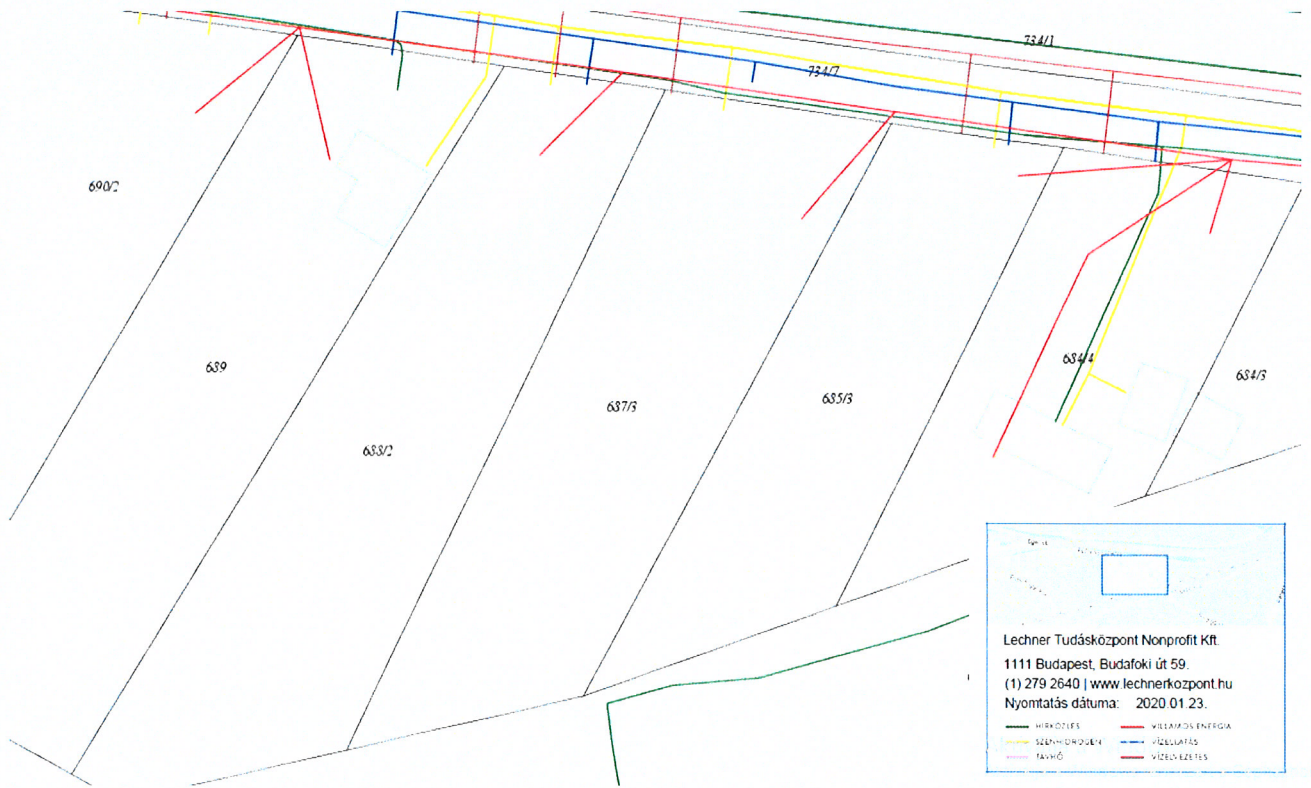 734/1
734/7
690/2
689
688/2
687/3
685/3
684/4
684/3
Lechner Tudásközpont Nonprofit Kft.
1111 Budapest, Budafoki út 59.
(1) 279 2640 | www.lechnerkozpont.hu
Nyomtatás dátuma: 2020.01.23.
HÍRKÖZLÉS VILLAMOS ENERGIA
SZÉNHIDROGÉN VÍZELLÁTÁS
TÁVHŐ VÍZELVEZETÉS